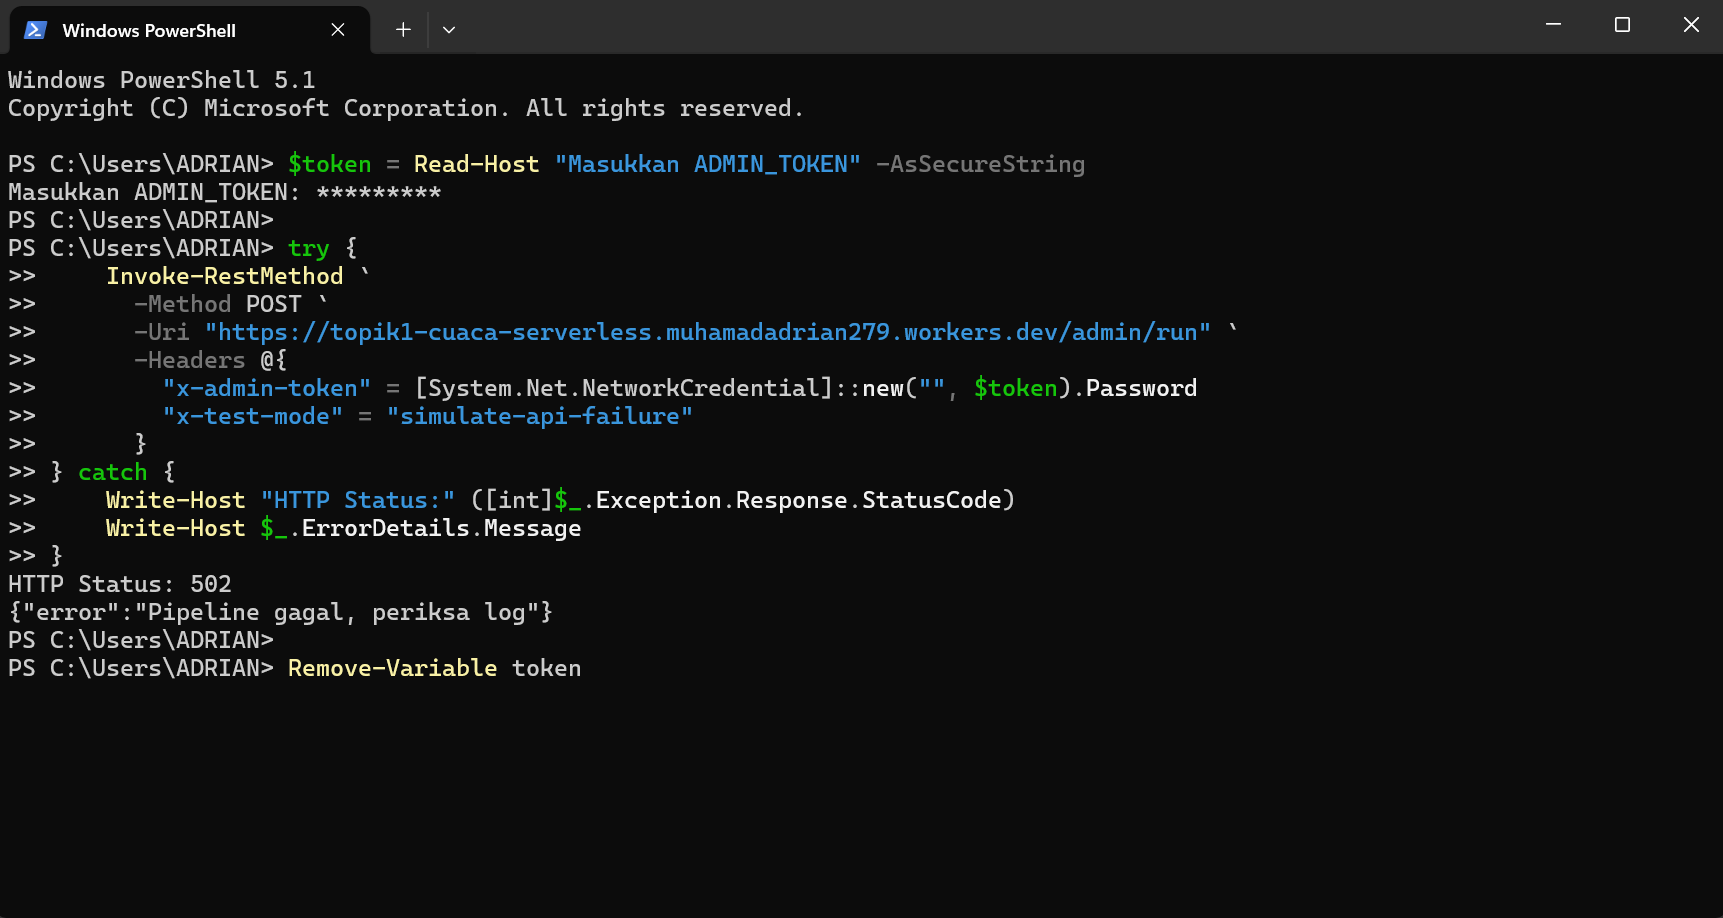 Windows PowerShell
Windows PowerShell 5.1
Copyright (C) Microsoft Corporation. All rights reserved.
PS C:\Users\ADRIAN> $token = Read-Host "Masukkan ADMIN_TOKEN" -AsSecureString
Masukkan ADMIN_TOKEN: *********
PS C:\Users\ADRIAN>
PS C:\Users\ADRIAN> try {
>>     Invoke-RestMethod `
>>       -Method POST `
>>       -Uri "https://topik1-cuaca-serverless.muhamadadrian279.workers.dev/admin/run" `
>>       -Headers @{
>>         "x-admin-token" = [System.Net.NetworkCredential]::new("", $token).Password
>>         "x-test-mode" = "simulate-api-failure"
>>       }
>> } catch {
>>     Write-Host "HTTP Status:" ([int]$_.Exception.Response.StatusCode)
>>     Write-Host $_.ErrorDetails.Message
>> }
HTTP Status: 502
{"error":"Pipeline gagal, periksa log"}
PS C:\Users\ADRIAN>
PS C:\Users\ADRIAN> Remove-Variable token